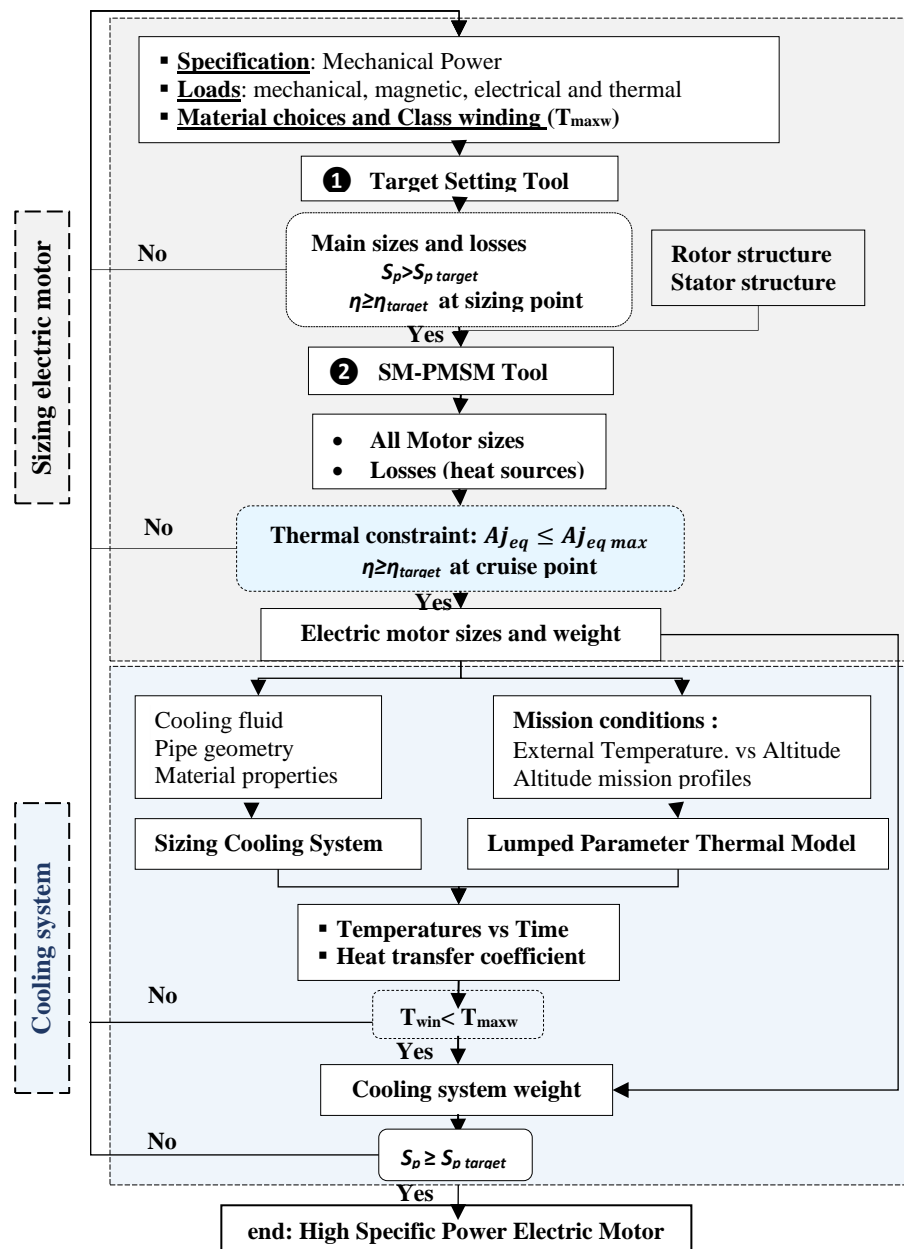 ▪ Specification: Mechanical Power
▪ Loads: mechanical, magnetic, electrical and thermal
▪ Material choices and Class winding (Tmaxw)
❶ Target Setting Tool
No
Main sizes and losses
Sp>Sp target
η≥ηtarget at sizing point
Rotor structure
Stator structure
Yes
❷ SM-PMSM Tool
• All Motor sizes
• Losses (heat sources)
Sizing electric motor
No
Thermal constraint: Ajeq ≤ Ajeq max
η≥ηtarget at cruise point
Yes
Electric motor sizes and weight
Cooling fluid
Pipe geometry
Material properties
Mission conditions :
External Temperature. vs Altitude
Altitude mission profiles
Sizing Cooling System
Lumped Parameter Thermal Model
Cooling system
▪ Temperatures vs Time
▪ Heat transfer coefficient
No
Twin< Tmaxw
Yes
Cooling system weight
No
Sp ≥ Sp target
Yes
end: High Specific Power Electric Motor